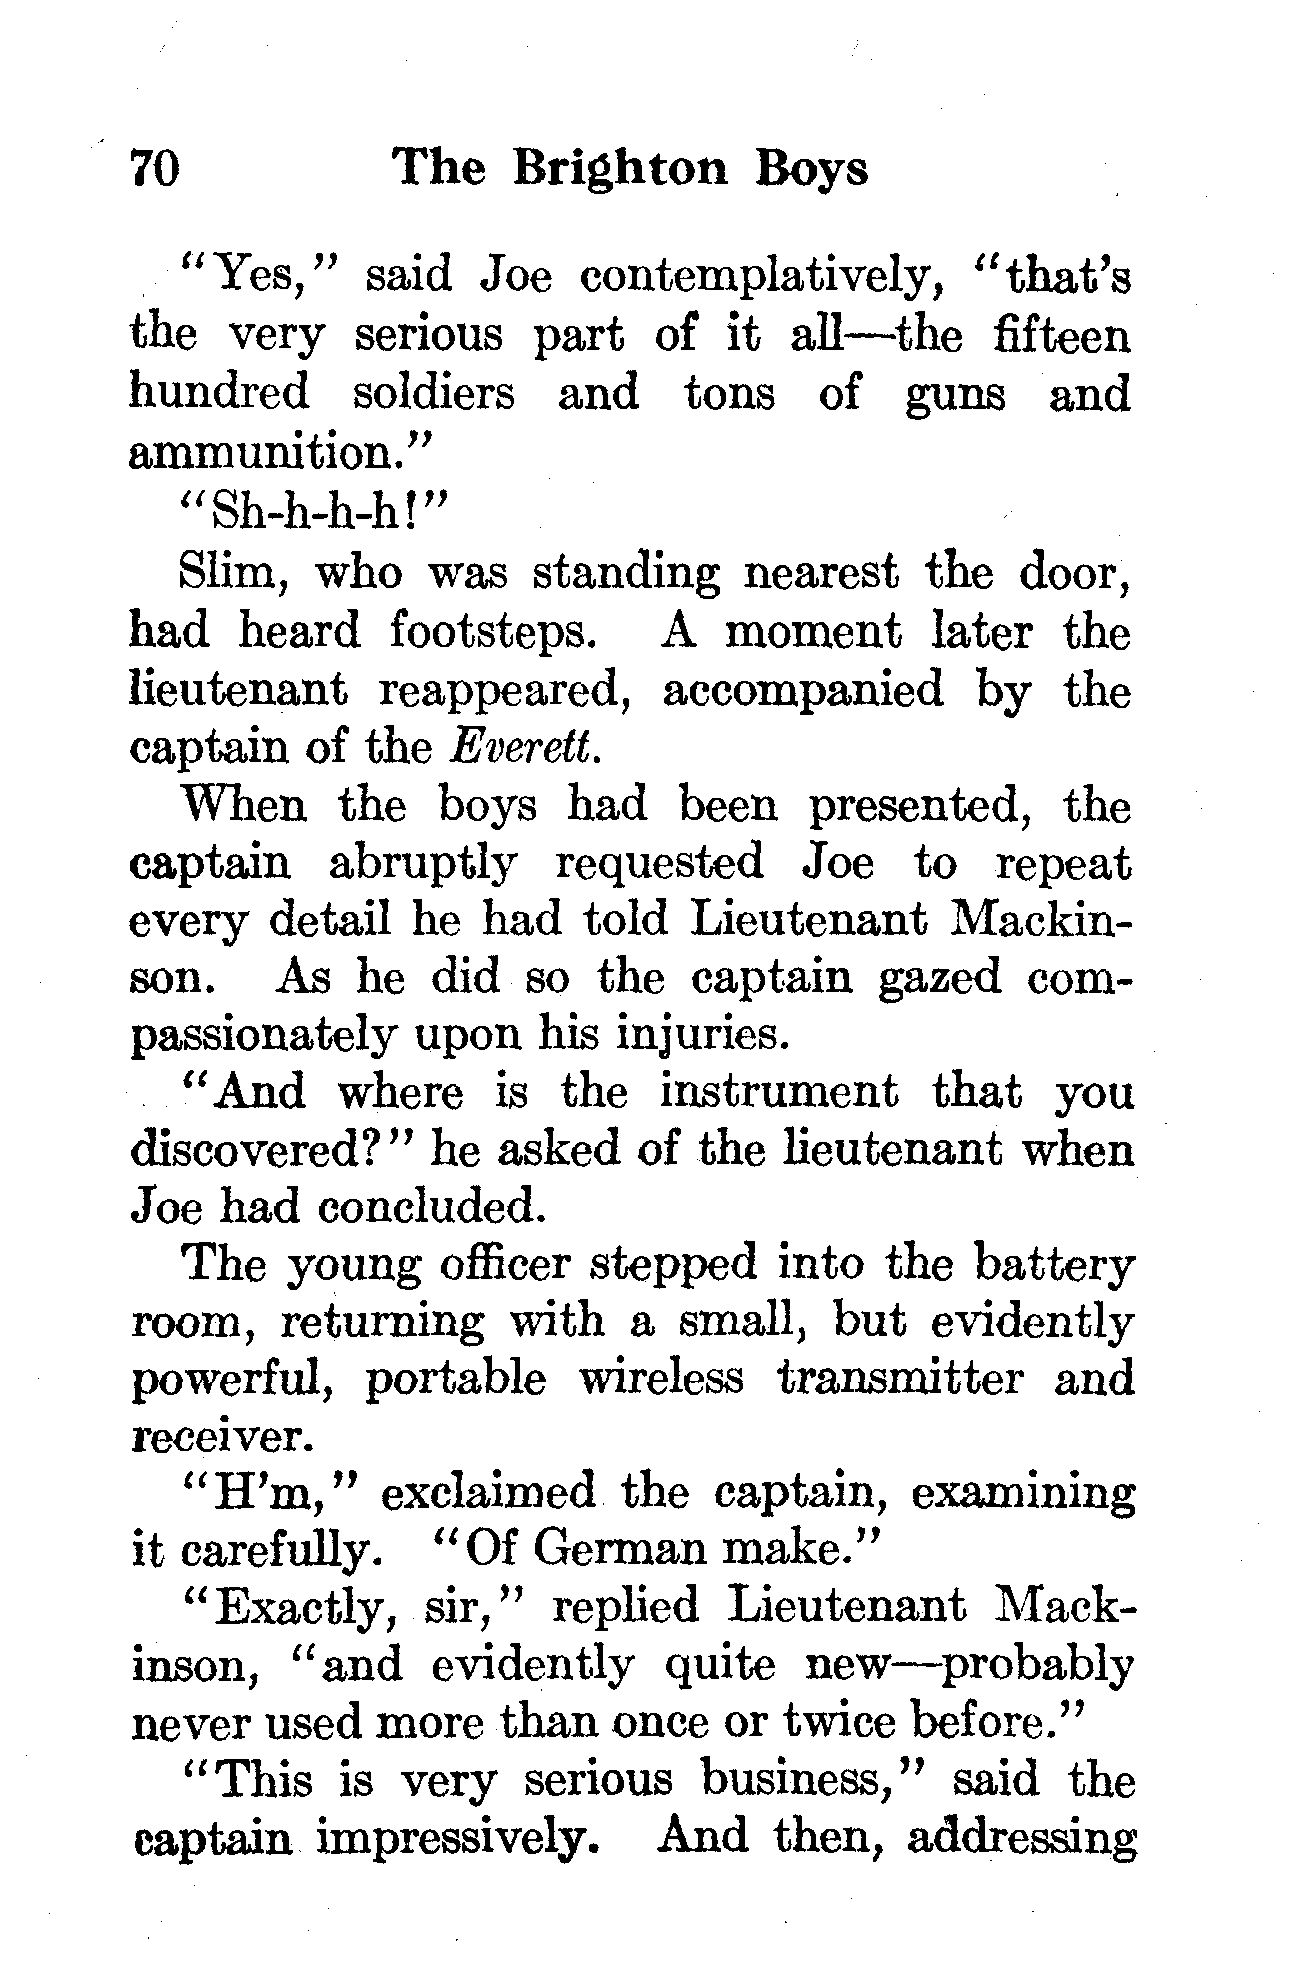 70 The Brighton Boys
“Yes,” said Joe contemplatively, “that’s
the very serious part of it all—the fifteen
hundred soldiers and tons of guns and
ammunition.”
“Sh-h-h-h!”
Slim, who was standing nearest the door,
had heard footsteps. A moment later the
lieutenant reappeared, accompanied by the
captain of the Everett.
When the boys had been presented, the
captain abruptly requested Joe to repeat
every detail he had told Lieutenant Mackin-
son. As he did so the captain gazed com-
passionately upon his injuries.
“And where is the instrument that you
discovered?” he asked of the lieutenant when
Joe had concluded.
The young officer stepped into the battery
room, returning with a small, but evidently
powerful, portable wireless transmitter and
receiver.
“H’m,” exclaimed the captain, examining
it carefully. “Of German make.”
“Exactly, sir,” replied Lieutenant Mack-
inson, “and evidently quite new—probably
never used more than once or twice before.”
“This is very serious business,” said the
captain impressively. And then, addressing